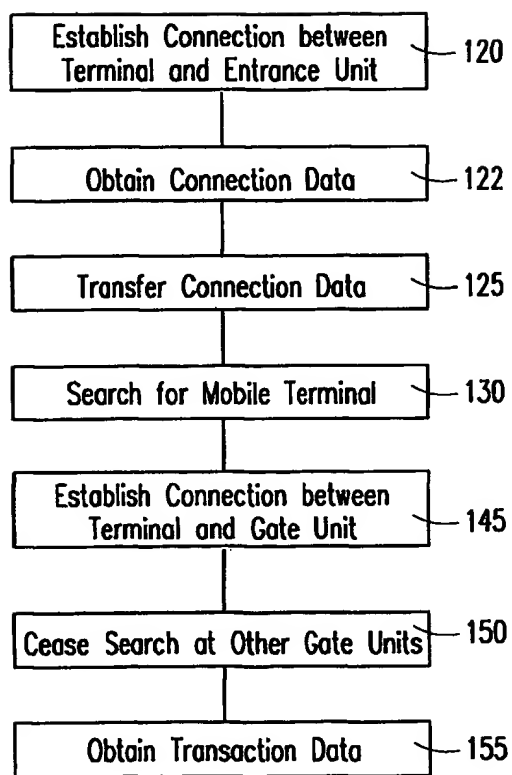 Establish Connection between
Terminal and Entrance Unit
120
Obtain Connection Data
122
Transfer Connection Data
125
Search for Mobile Terminal
130
Establish Connection between
Terminal and Gate Unit
145
Cease Search at Other Gate Units
150
Obtain Transaction Data
155